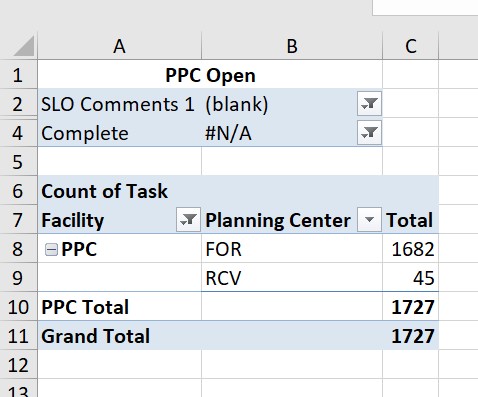 A B C
1 PPC Open
2 SLO Comments 1 (blank)
4 Complete #N/A
5
6 Count of Task
7 Facility Planning Center Total
8 PPC FOR 1682
9 RCV 45
10 PPC Total 1727
11 Grand Total 1727
12
13